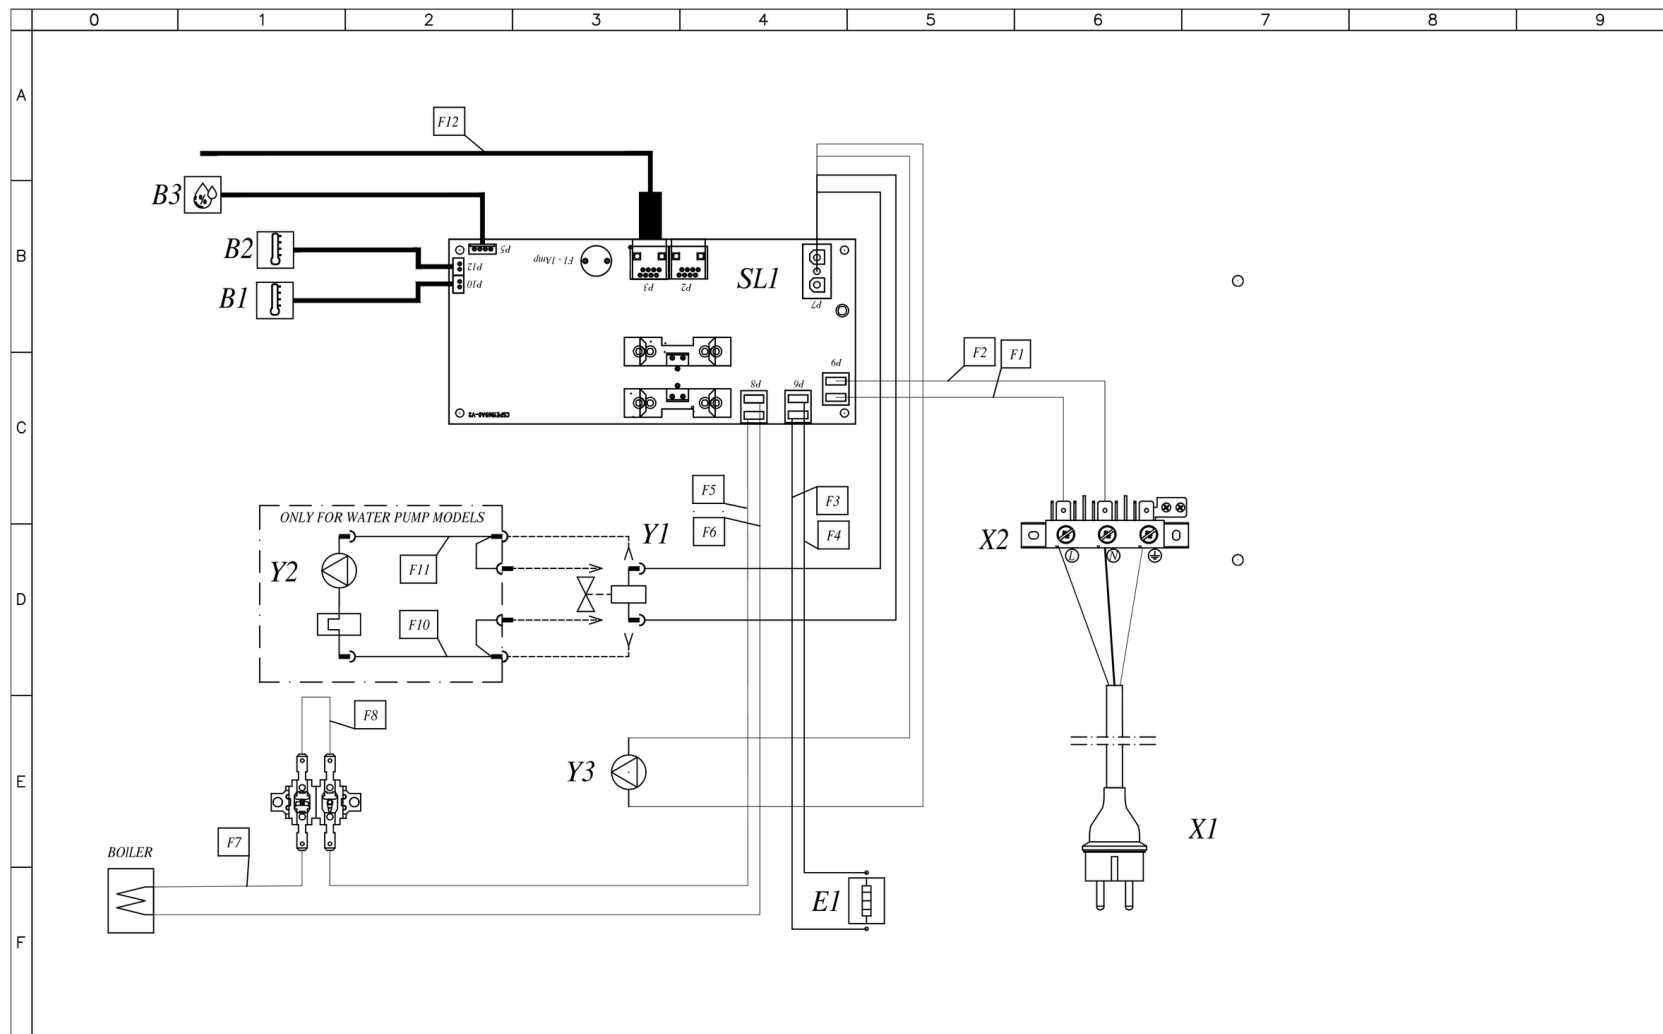 0 1 2 3 4 5 6 7 8 9
A
F12
B3
B
B2
P5
F1 - 1Amp
P12
SL1
P3
P2
B1
P10
P7
F2
F1
P9
P8
P6
C
CSPE1909A0-V2
F5
F3
ONLY FOR WATER PUMP MODELS
F6
Y1
F4
X2
L
N
F11
Y2
D
F10
F8
Y3
E
X1
F7
BOILER
E1
F
%